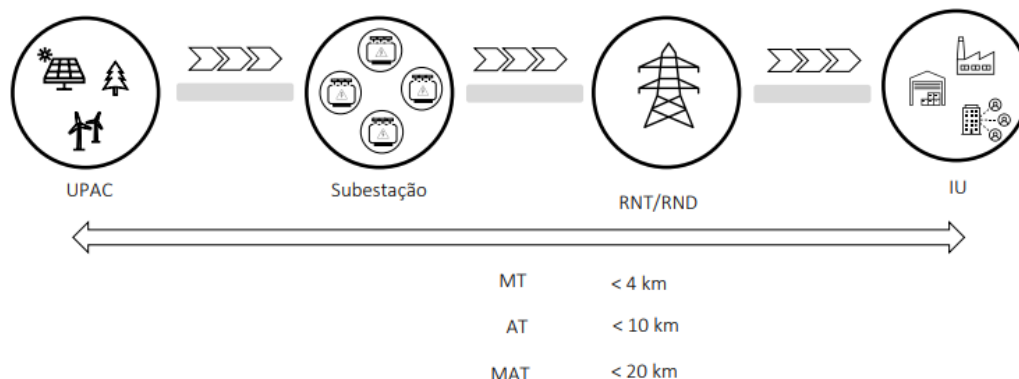 UPAC
Subestação
RNT/RND
IU
MT < 4 km
AT < 10 km
MAT < 20 km